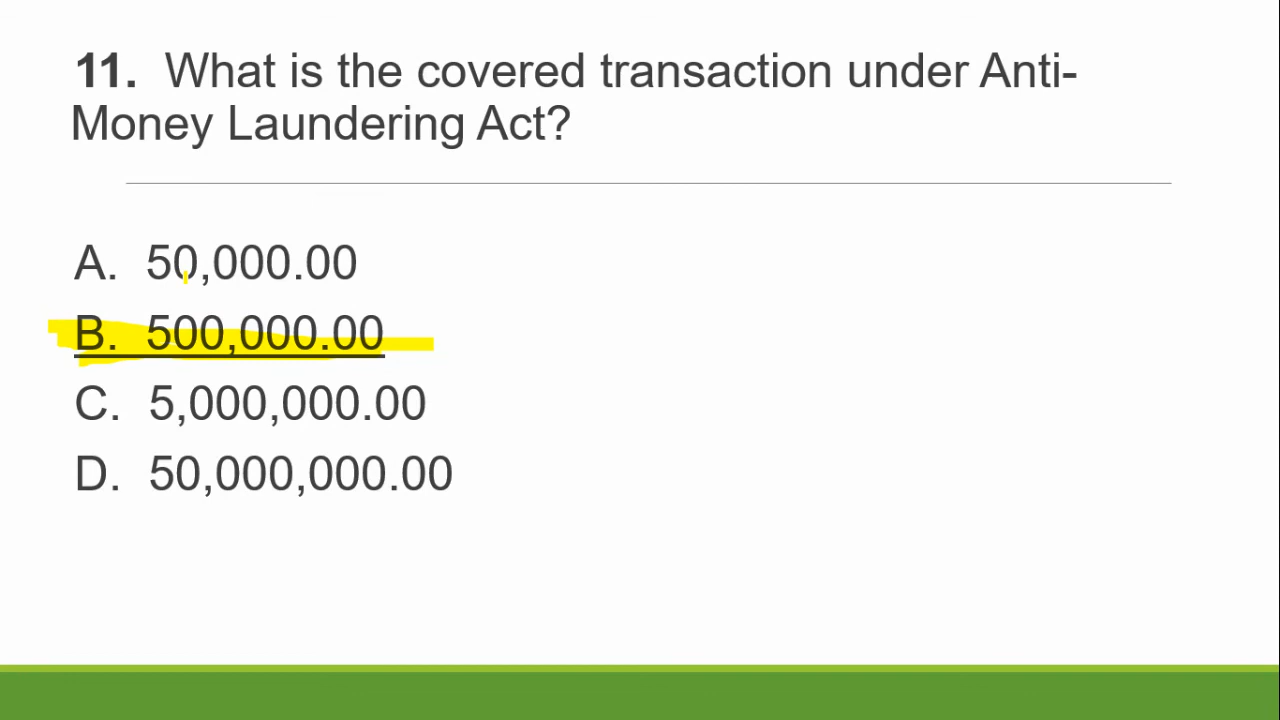 11. What is the covered transaction under Anti-
Money Laundering Act?
A. 50,000.00
B. 500,000.00
C. 5,000,000.00
D. 50,000,000.00